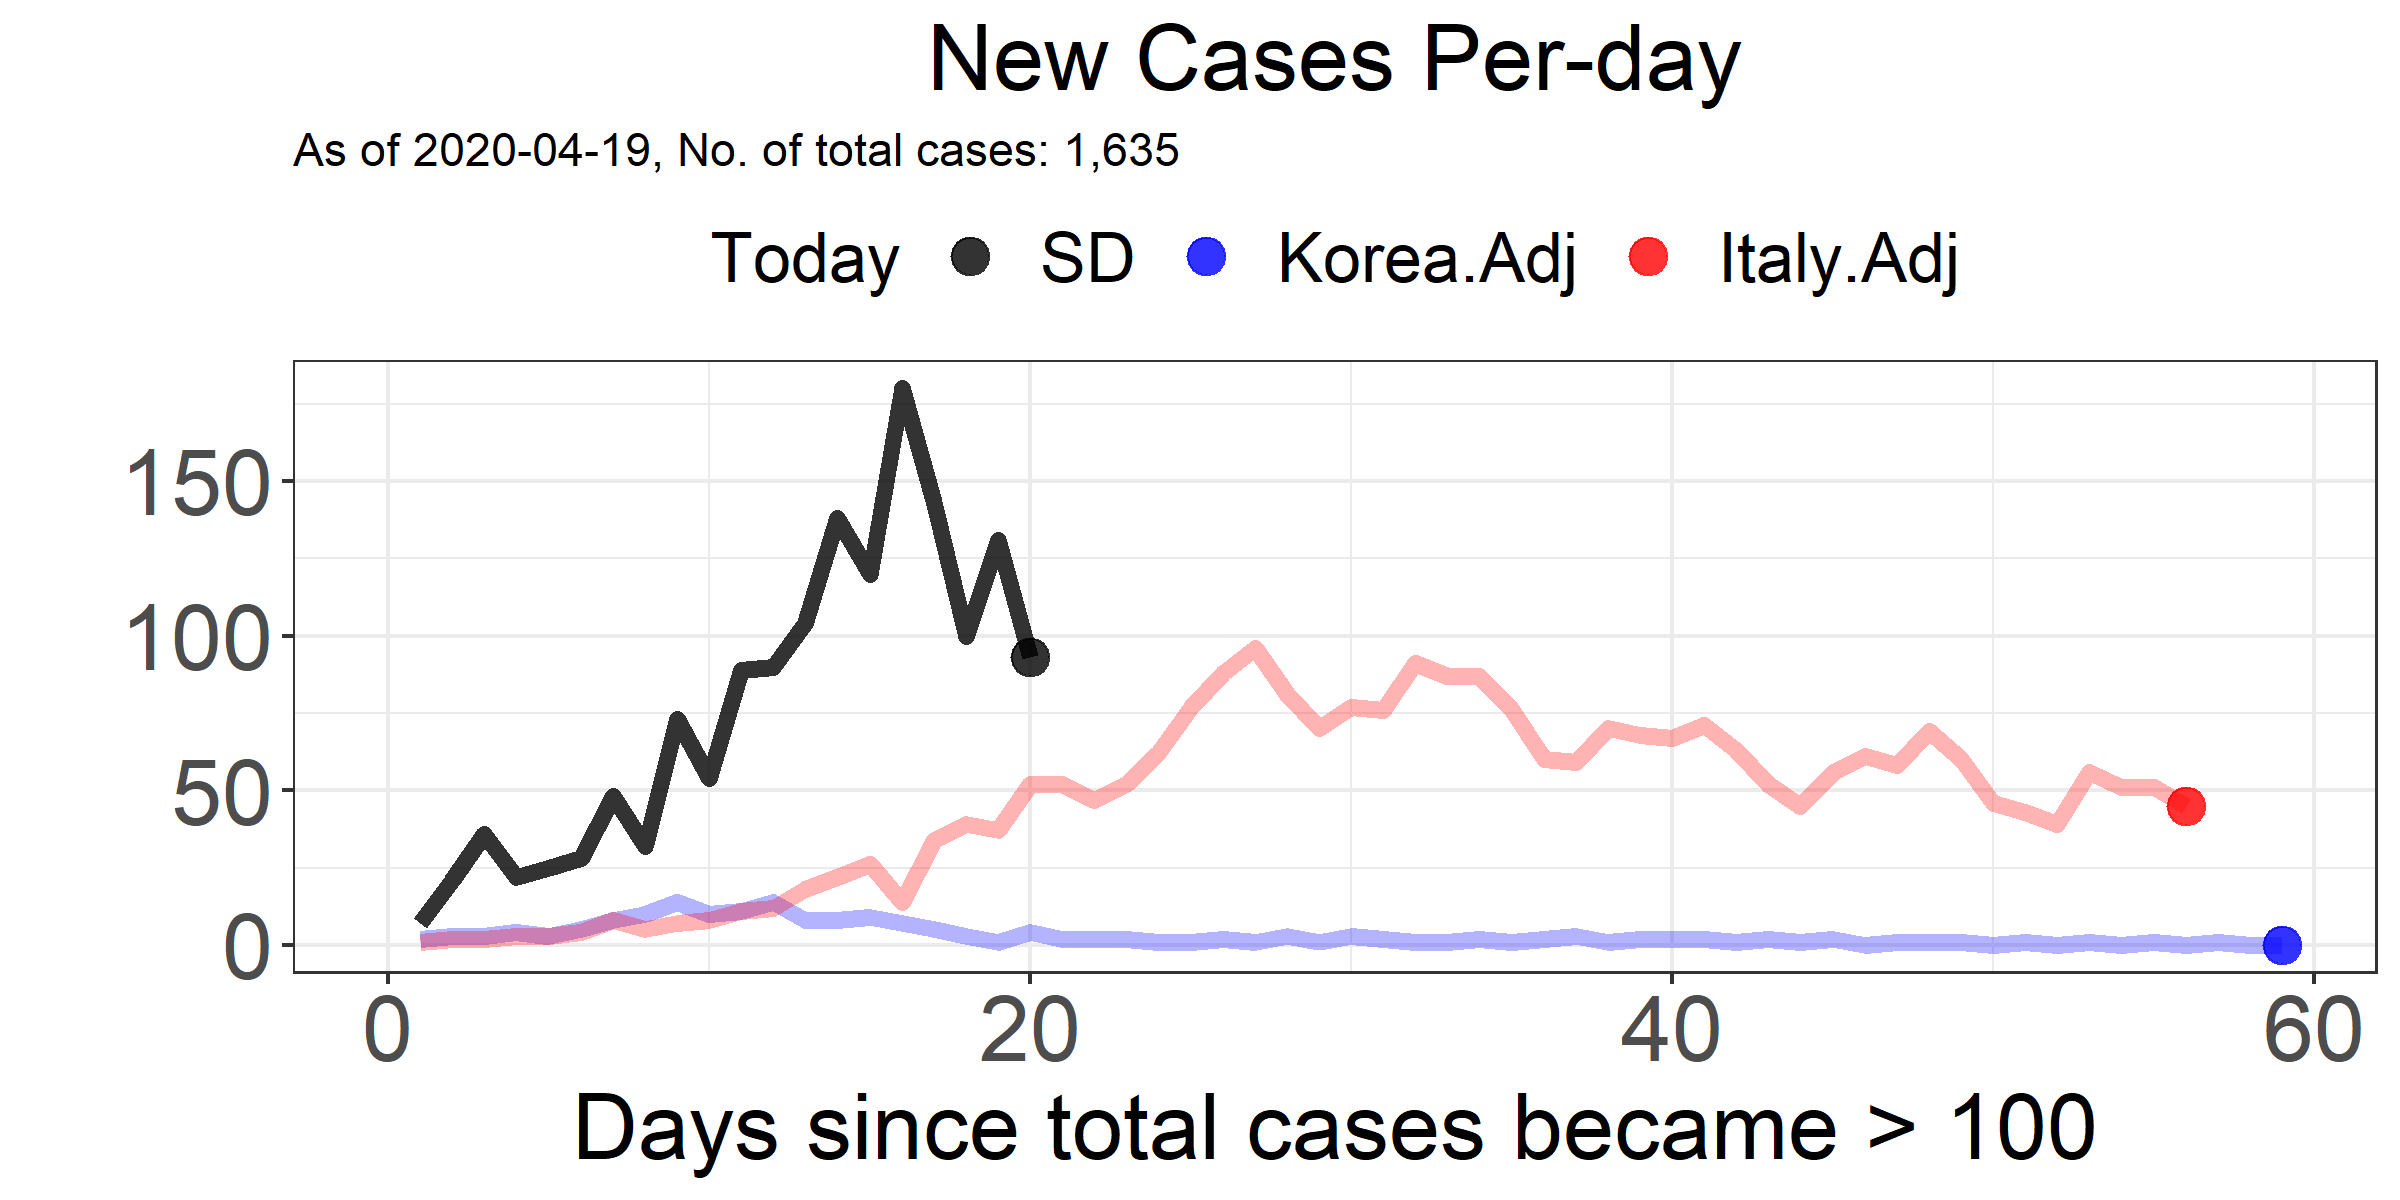 New Cases Per-day
As of 2020-04-19, No. of total cases: 1,635
Today SD Korea.Adj Italy.Adj
150
100
50
0
0 20 40 60
Days since total cases became > 100